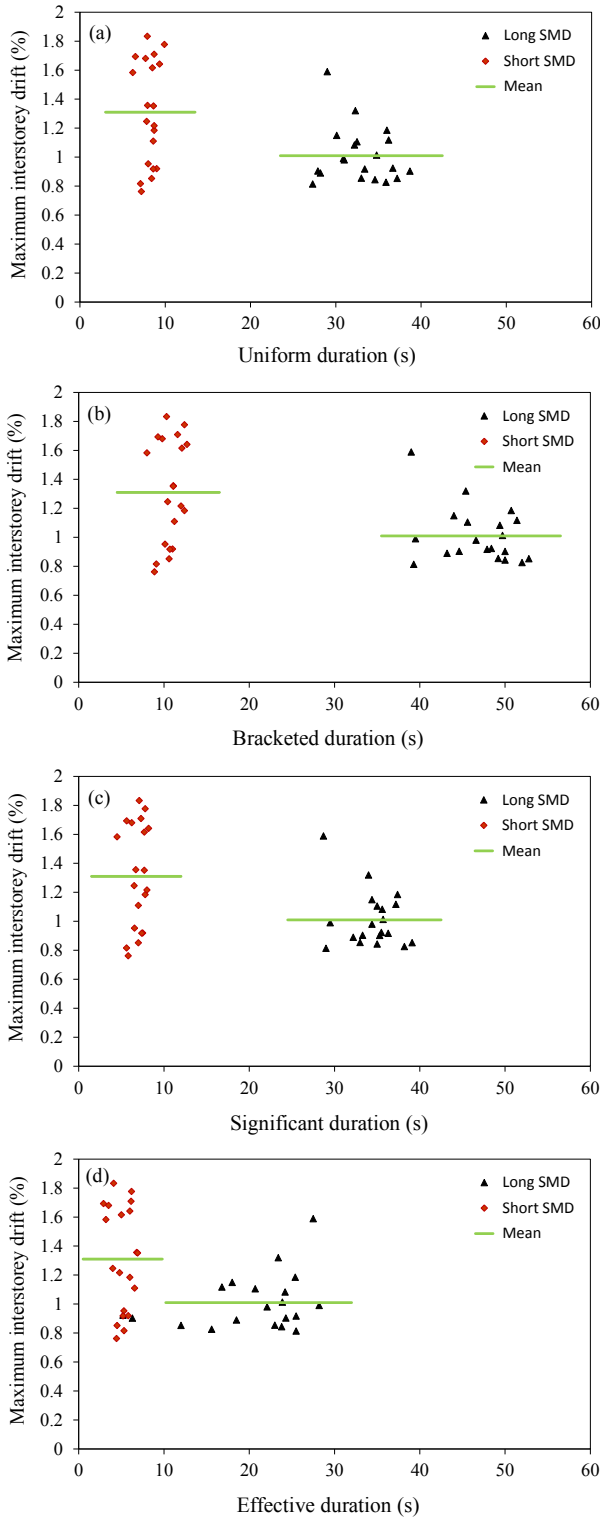 (a)
Long SMD
Short SMD
Mean
Maximum interstorey drift (%)
2
1.8
1.6
1.4
1.2
1
0.8
0.6
0.4
0.2
0
0 10 20 30 40 50 60
Uniform duration (s)
(b)
Long SMD
Short SMD
Mean
Maximum interstorey drift (%)
2
1.8
1.6
1.4
1.2
1
0.8
0.6
0.4
0.2
0
0 10 20 30 40 50 60
Bracketed duration (s)
(c)
Long SMD
Short SMD
Mean
Maximum interstorey drift (%)
2
1.8
1.6
1.4
1.2
1
0.8
0.6
0.4
0.2
0
0 10 20 30 40 50 60
Significant duration (s)
(d)
Long SMD
Short SMD
Mean
Maximum interstorey drift (%)
2
1.8
1.6
1.4
1.2
1
0.8
0.6
0.4
0.2
0
0 10 20 30 40 50 60
Effective duration (s)